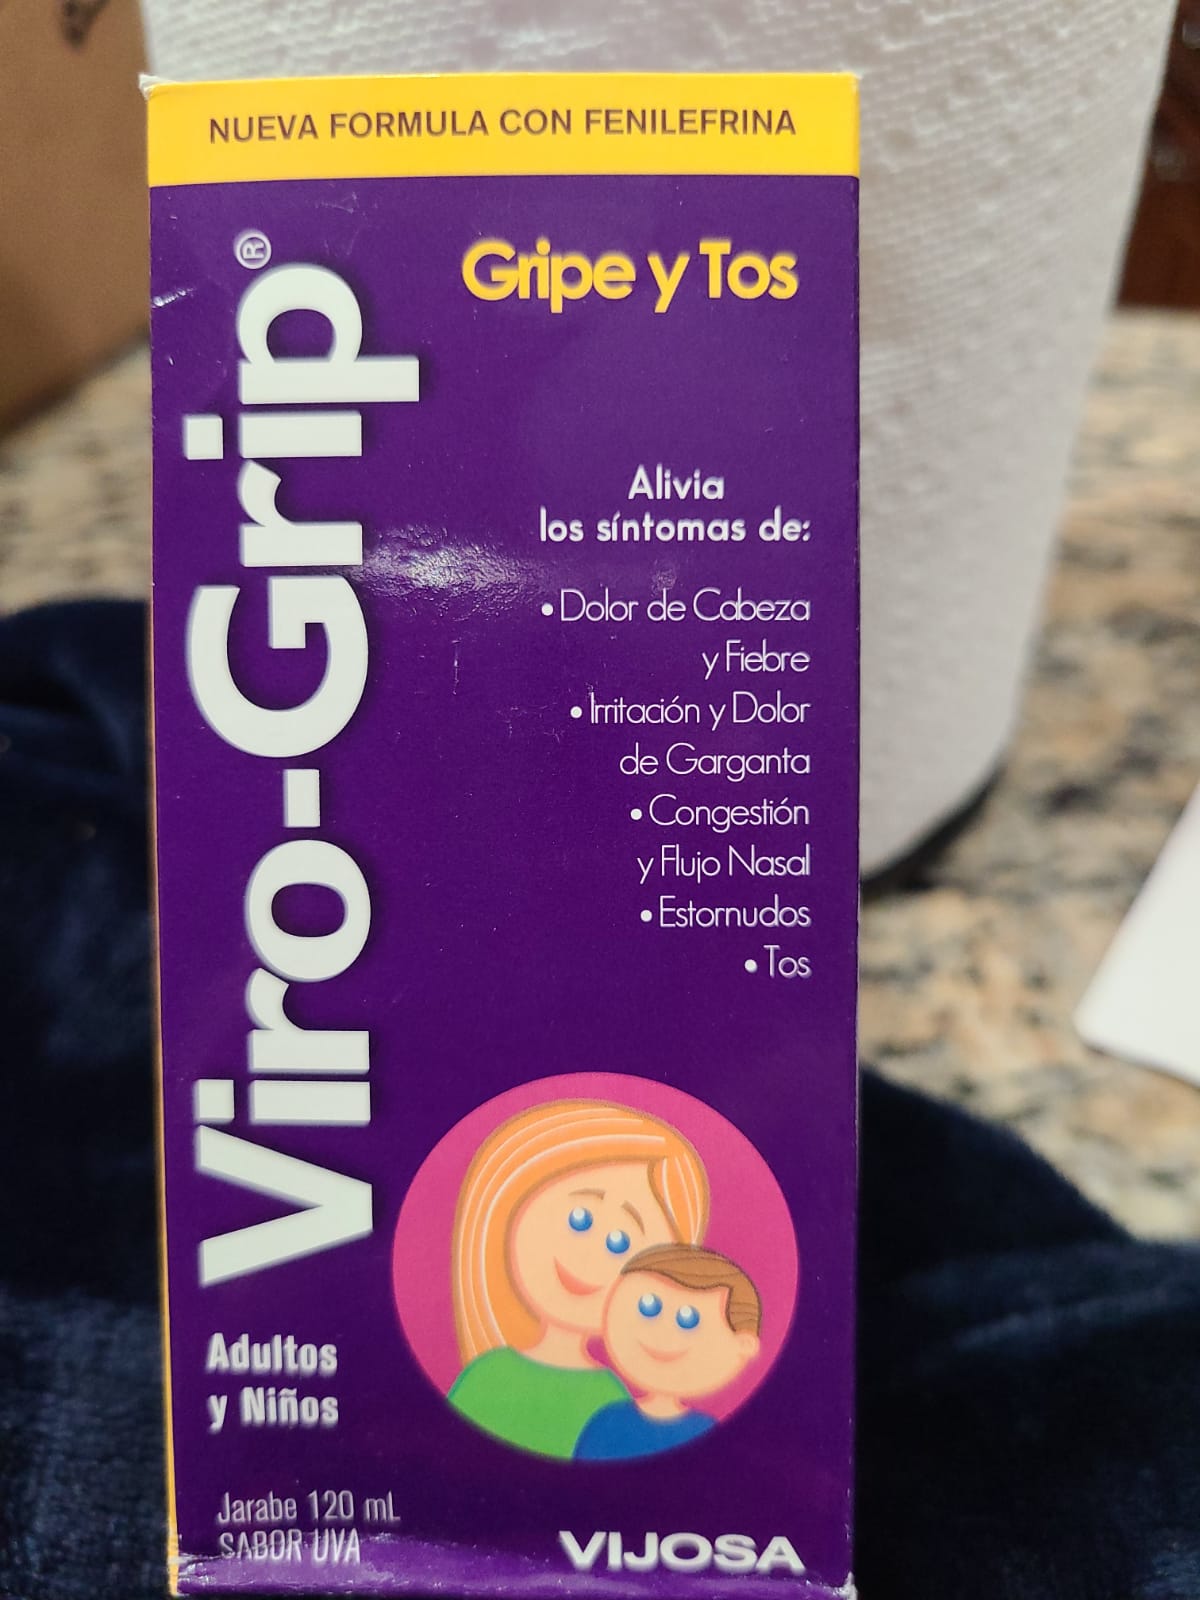 NUEVA FORMULA CON FENILEFRINA
Viro-Grip®
Gripe y Tos
Alivia
los síntomas de:
• Dolor de Cabeza
y Fiebre
• Irritación y Dolor
de Garganta
• Congestión
y Flujo Nasal
• Estornudos
• Tos
Adultos
y Niños
Jarabe 120 mL
SABOR UVA
VIJOSA